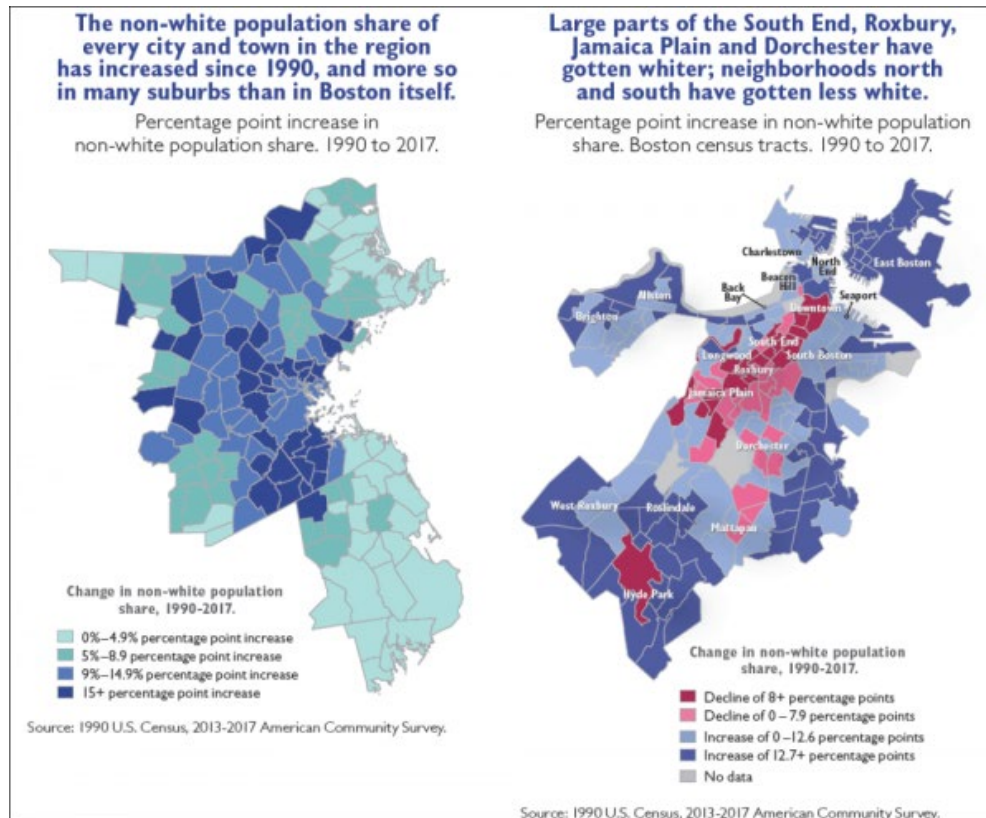 The non-white population share of
every city and town in the region
has increased since 1990, and more so
in many suburbs than in Boston itself.
Percentage point increase in
non-white population share. 1990 to 2017.
Change in non-white population
share, 1990-2017.
0%–4.9% percentage point increase
5%–8.9 percentage point increase
9%–14.9% percentage point increase
15+ percentage point increase
Source: 1990 U.S. Census, 2013-2017 American Community Survey.
Large parts of the South End, Roxbury,
Jamaica Plain and Dorchester have
gotten whiter; neighborhoods north
and south have gotten less white.
Percentage point increase in non-white population
share. Boston census tracts. 1990 to 2017.
Charlestown
North
End
East Boston
Beacon
Hill
Back
Bay
Allston
Downtown
Seaport
Brighton
South End
Longwood
South Boston
Roxbury
Jamaica Plain
Dorchester
West Roxbury
Roslindale
Mattapan
Hyde Park
Change in non-white population
share, 1990-2017.
Decline of 8+ percentage points
Decline of 0–7.9 percentage points
Increase of 0–12.6 percentage points
Increase of 12.7+ percentage points
No data
Source: 1990 U.S. Census, 2013-2017 American Community Survey.